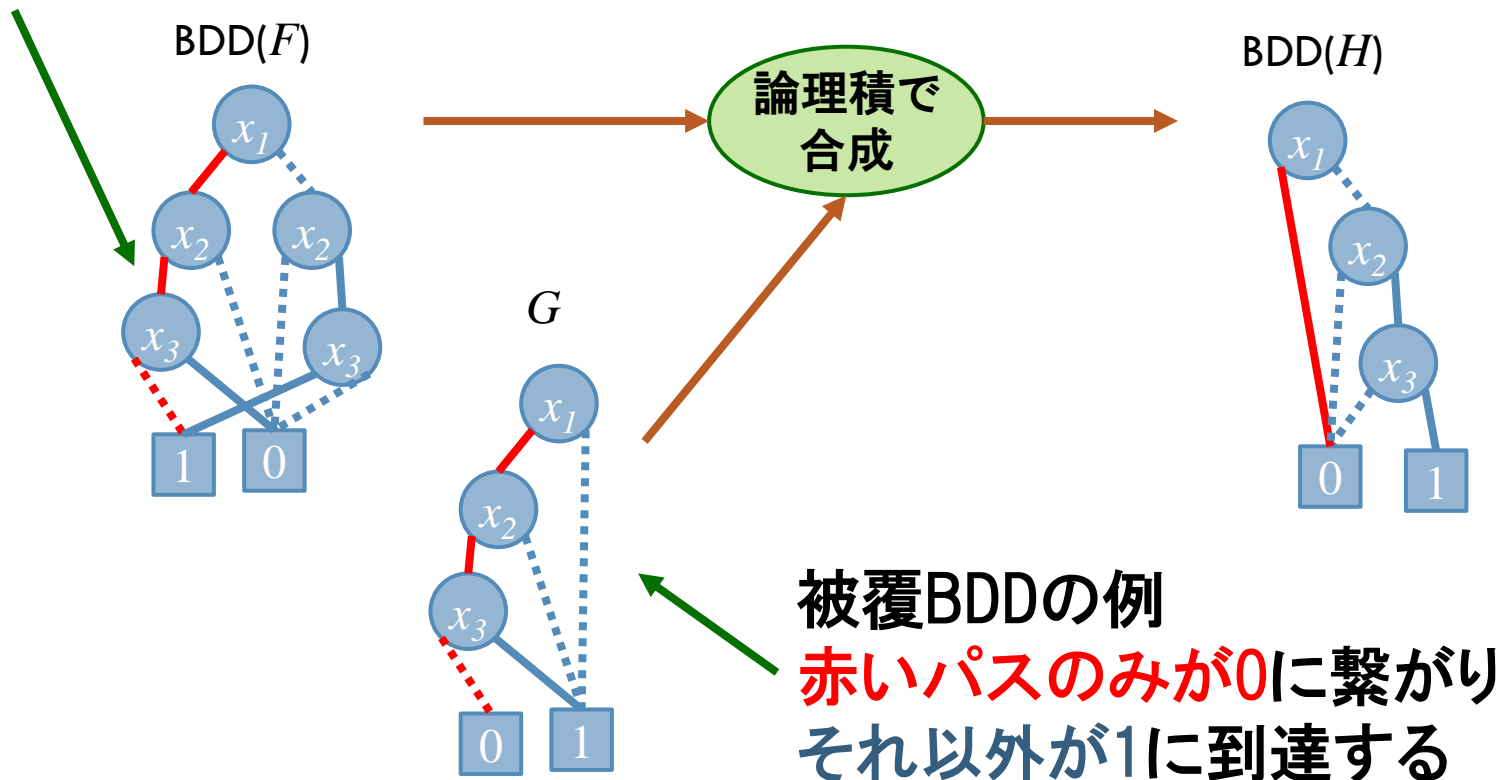 BDD(F)
x1
x2
x2
x3
x3
1
0
論理積で
合成
BDD(H)
x1
x2
x3
0
1
G
x1
x2
x3
0
1
被覆BDDの例
赤いパスのみが0に繋がり
それ以外が1に到達する